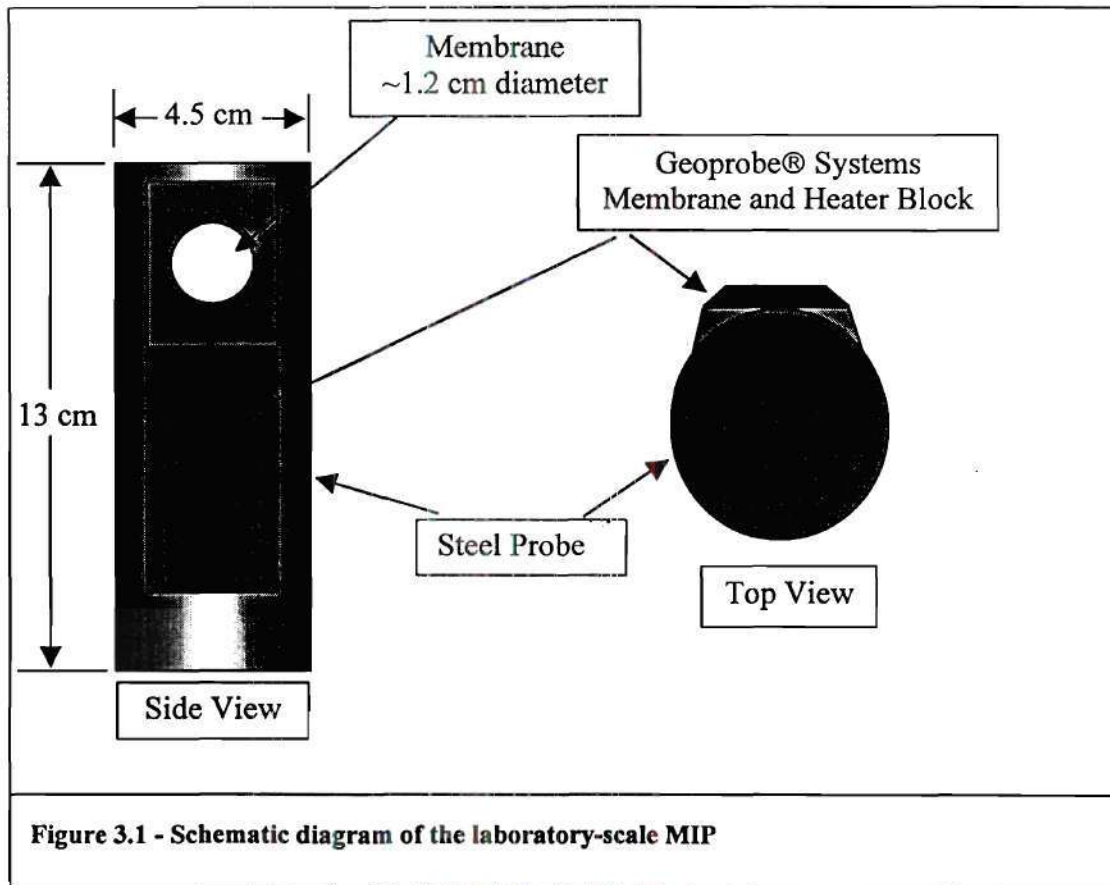 Membrane
~1.2 cm diameter
4.5 cm
Geoprobe® Systems
Membrane and Heater Block
13 cm
Steel Probe
Top View
Side View
Figure 3.1 - Schematic diagram of the laboratory-scale MIP